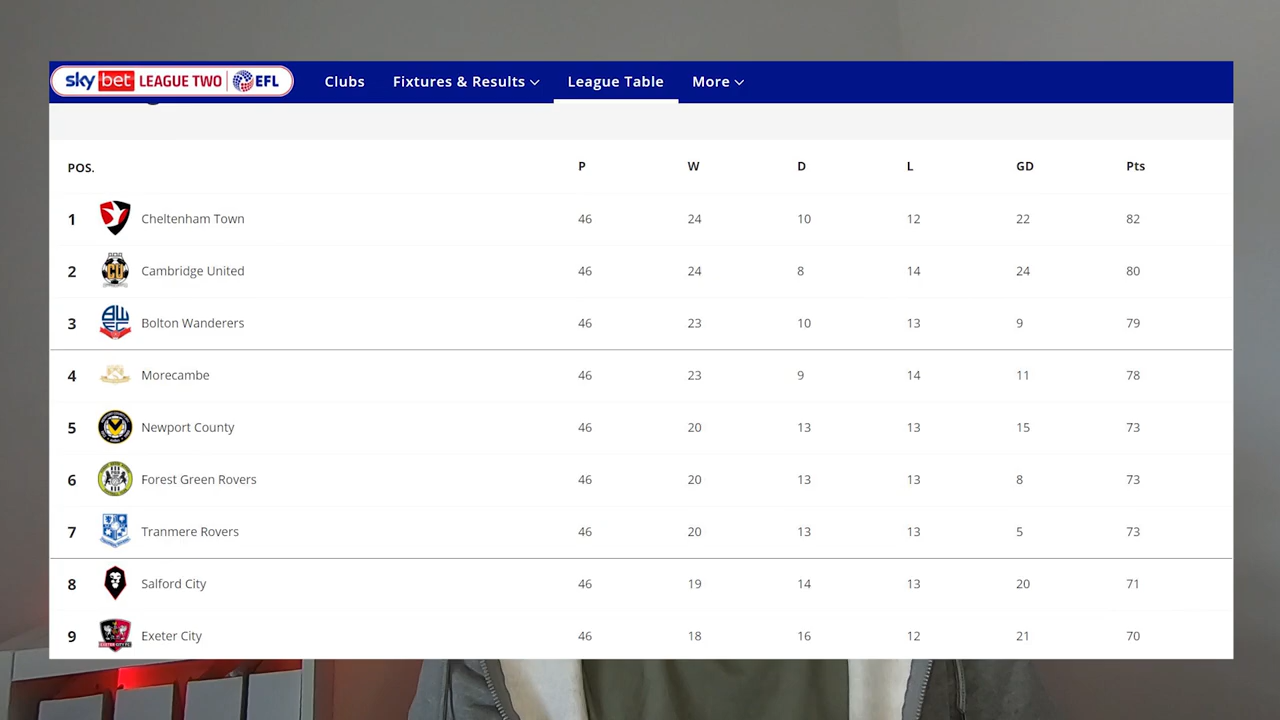 sky bet LEAGUE TWO EFL Clubs Fixtures & Results League Table More
POS. P W D L GD Pts
1 Cheltenham Town 46 24 10 12 22 82
2 Cambridge United 46 24 8 14 24 80
3 Bolton Wanderers 46 23 10 13 9 79
4 Morecambe 46 23 9 14 11 78
5 Newport County 46 20 13 13 15 73
6 Forest Green Rovers 46 20 13 13 8 73
7 Tranmere Rovers 46 20 13 13 5 73
8 Salford City 46 19 14 13 20 71
9 Exeter City 46 18 16 12 21 70